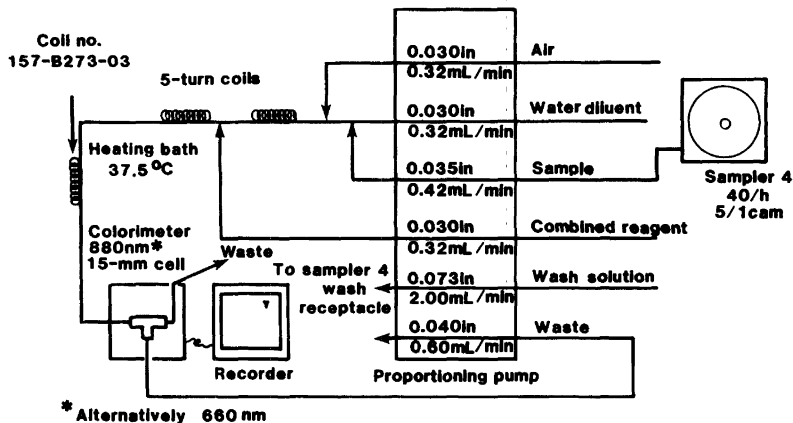 Coil no.
157-B273-03
5-turn coils
Heating bath
37.5 °C
Colorimeter
880nm*
15-mm cell
Waste
To sampler 4
wash
receptacle
Recorder
* Alternatively 660 nm
0.030in
0.32mL/min
Air
0.030in
0.32mL/min
Water diluent
0.035in
0.42mL/min
Sample
0.030in
0.32mL/min
Combined reagent
0.073in
2.00mL/min
Wash solution
0.040in
0.60mL/min
Waste
Proportioning pump
Sampler 4
40/h
5/1cam